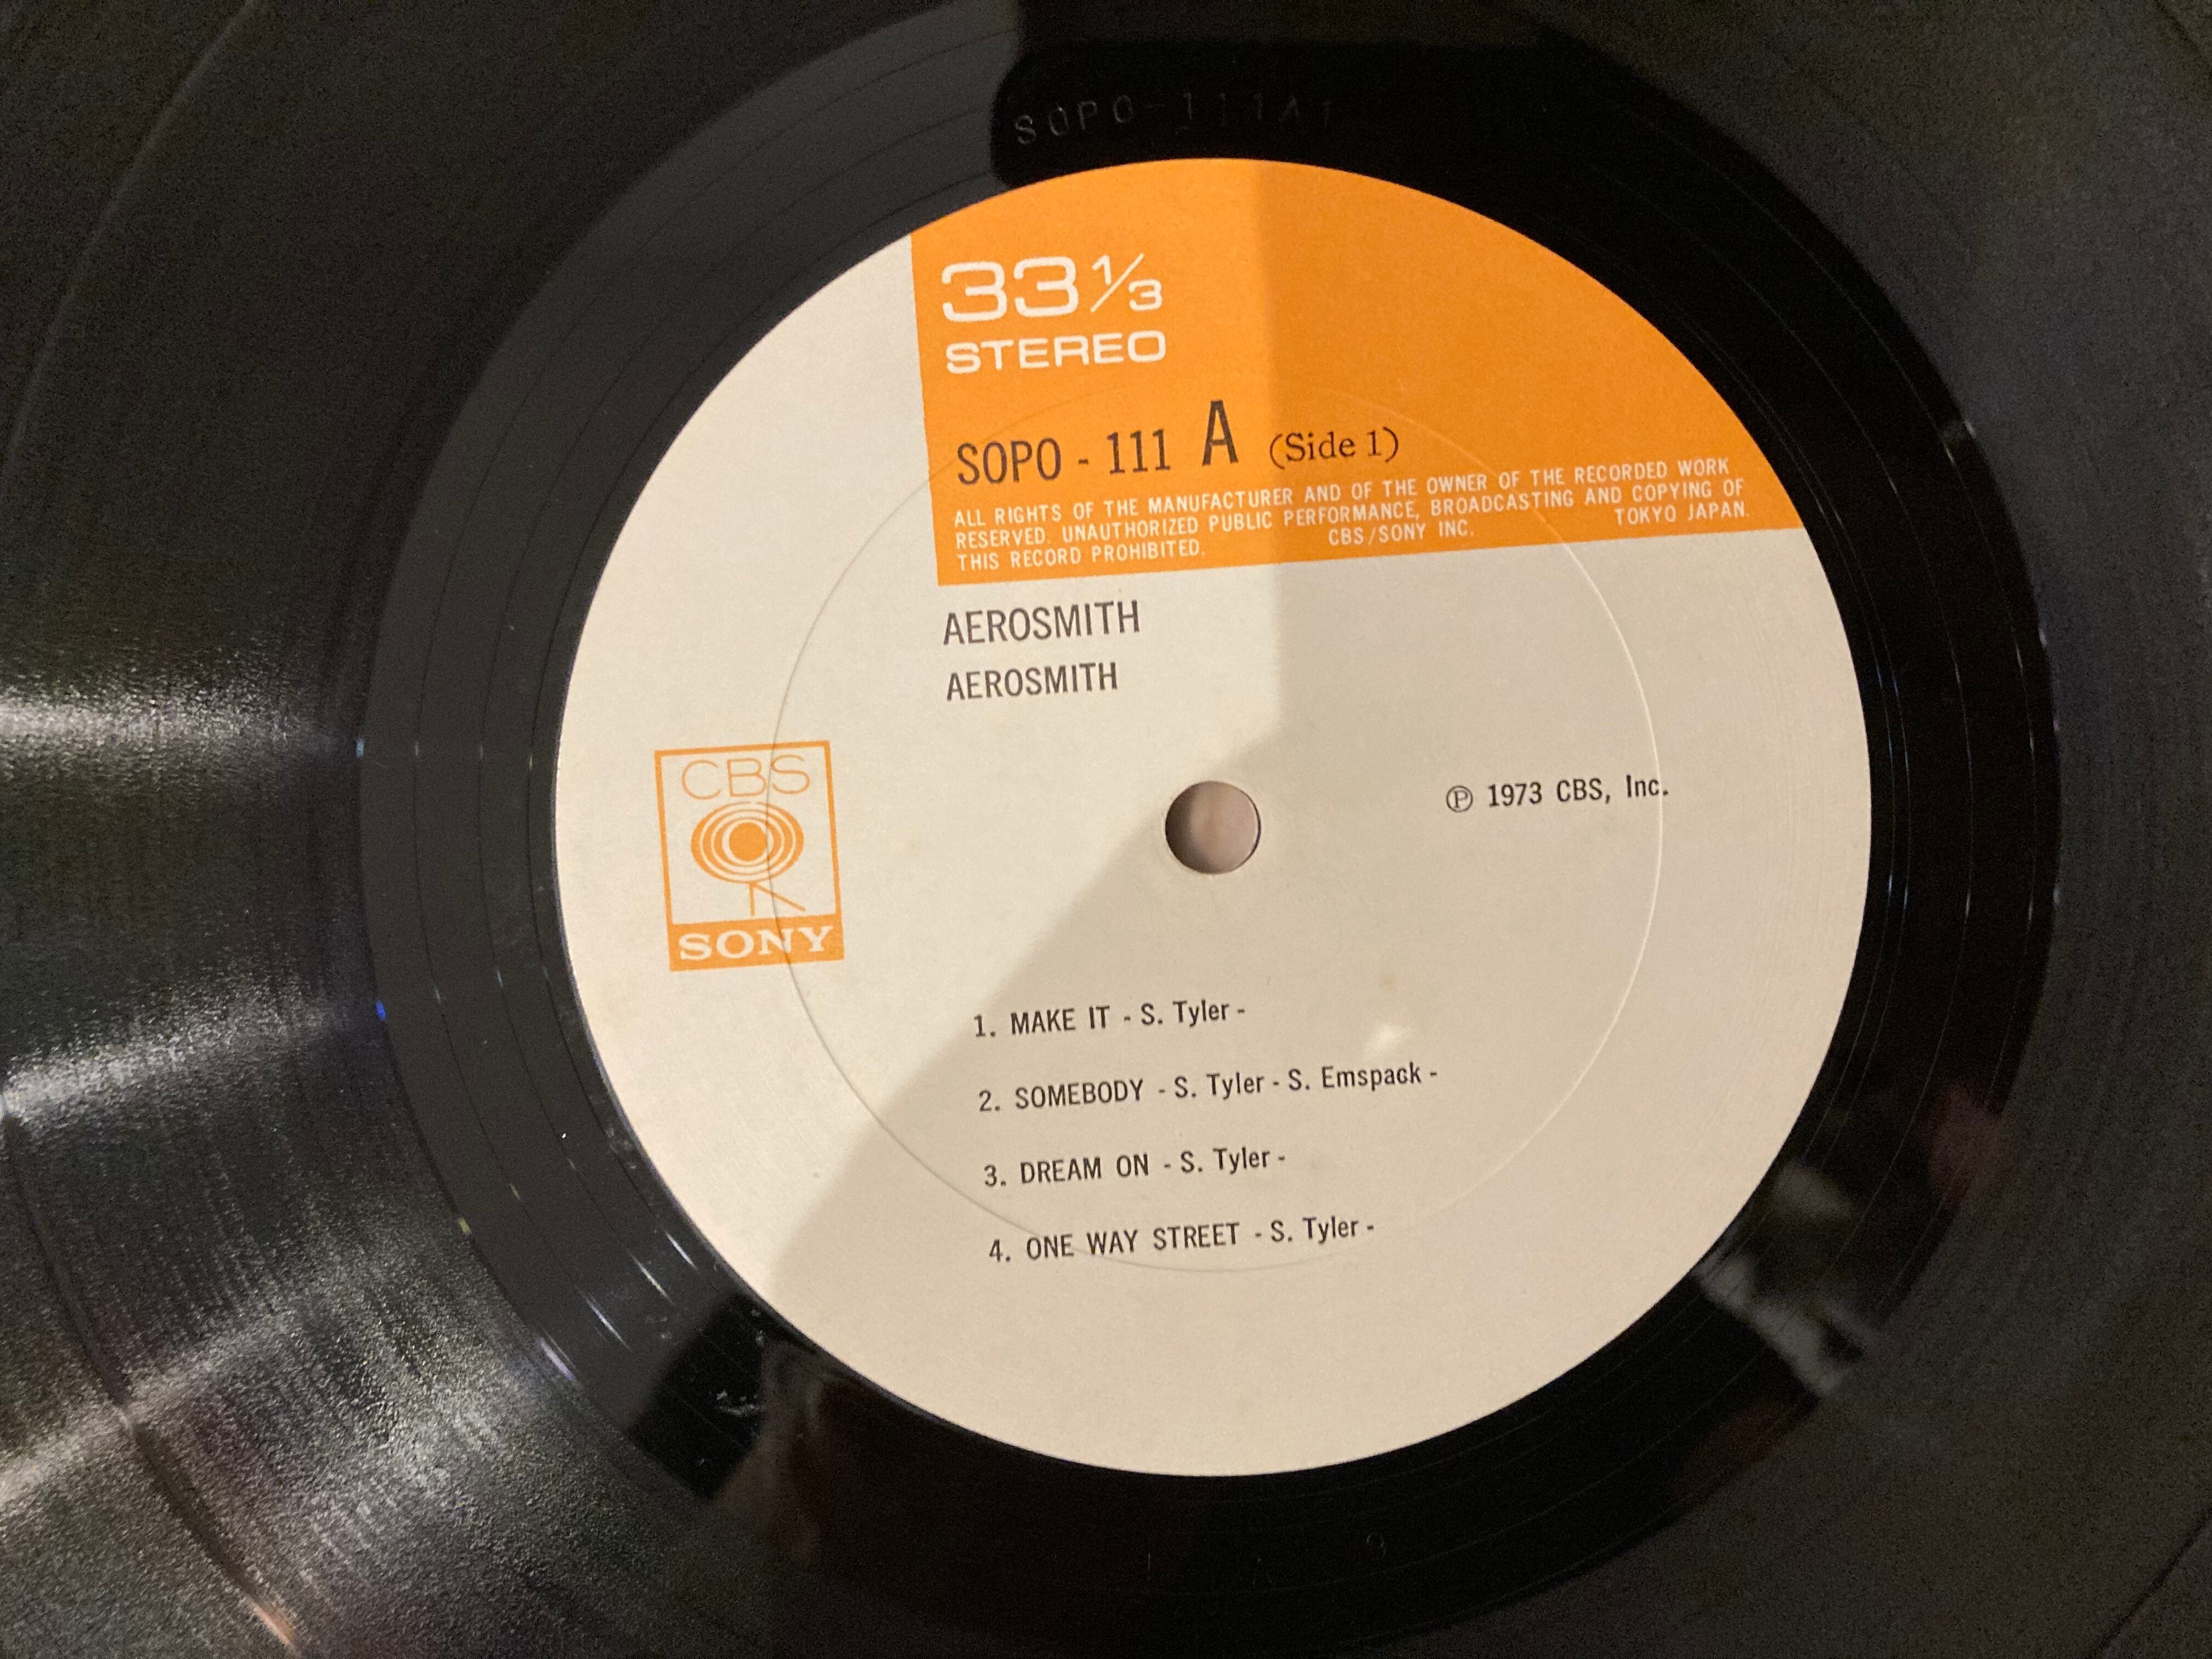 SOPO-111A1
33 1/3
STEREO
SOPO - 111 A (Side 1)
ALL RIGHTS OF THE MANUFACTURER AND OF THE OWNER OF THE RECORDED WORK
RESERVED. UNAUTHORIZED PUBLIC PERFORMANCE, BROADCASTING AND COPYING OF
THIS RECORD PROHIBITED. CBS/SONY INC. TOKYO JAPAN.
AEROSMITH
AEROSMITH
CBS
SONY
℗ 1973 CBS, Inc.
1. MAKE IT - S. Tyler -
2. SOMEBODY - S. Tyler - S. Emspack -
3. DREAM ON - S. Tyler -
4. ONE WAY STREET - S. Tyler -